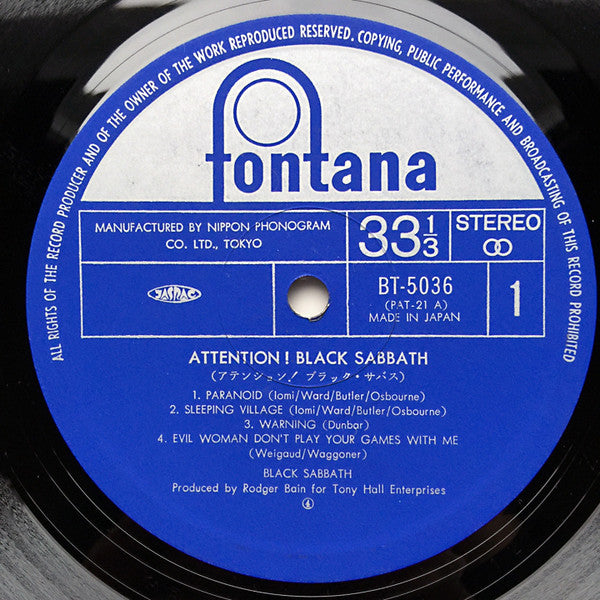 ALL RIGHTS OF THE RECORD PRODUCER AND OF THE OWNER OF THE WORK REPRODUCED RESERVED. COPYING, PUBLIC PERFORMANCE AND BROADCASTING OF THIS RECORD PROHIBITED
fontana
MANUFACTURED BY NIPPON PHONOGRAM
CO. LTD., TOKYO
33 1/3
STEREO
JASRAC
BT-5036
(PAT-21 A)
MADE IN JAPAN
1
ATTENTION! BLACK SABBATH
(アテンション! ブラック・サバス)
1. PARANOID (Iomi/Ward/Butler/Osbourne)
2. SLEEPING VILLAGE (Iomi/Ward/Butler/Osbourne)
3. WARNING (Dunbar)
4. EVIL WOMAN DON'T PLAY YOUR GAMES WITH ME
(Weigaud/Waggoner)
BLACK SABBATH
Produced by Rodger Bain for Tony Hall Enterprises